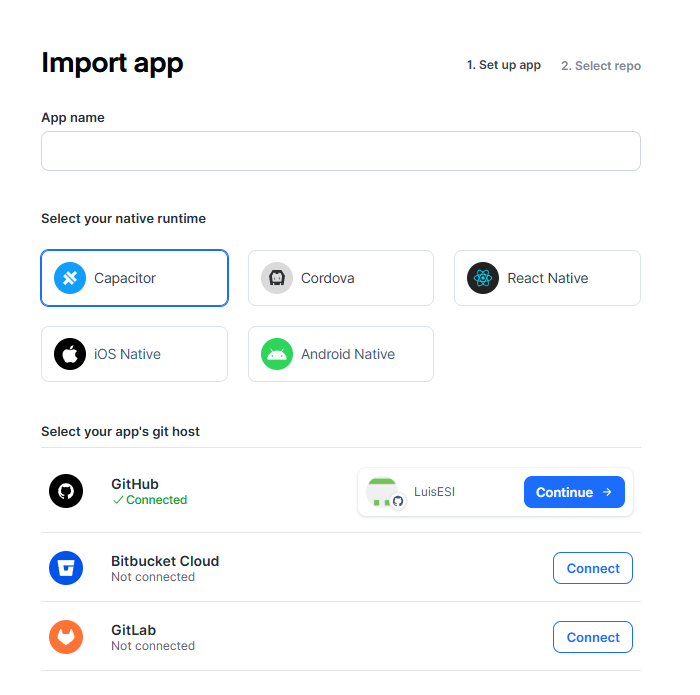 Import app
1. Set up app 2. Select repo
App name
Select your native runtime
Capacitor Cordova React Native
iOS Native Android Native
Select your app's git host
GitHub
Connected
LuisESI
Continue →
Bitbucket Cloud
Not connected
Connect
GitLab
Not connected
Connect